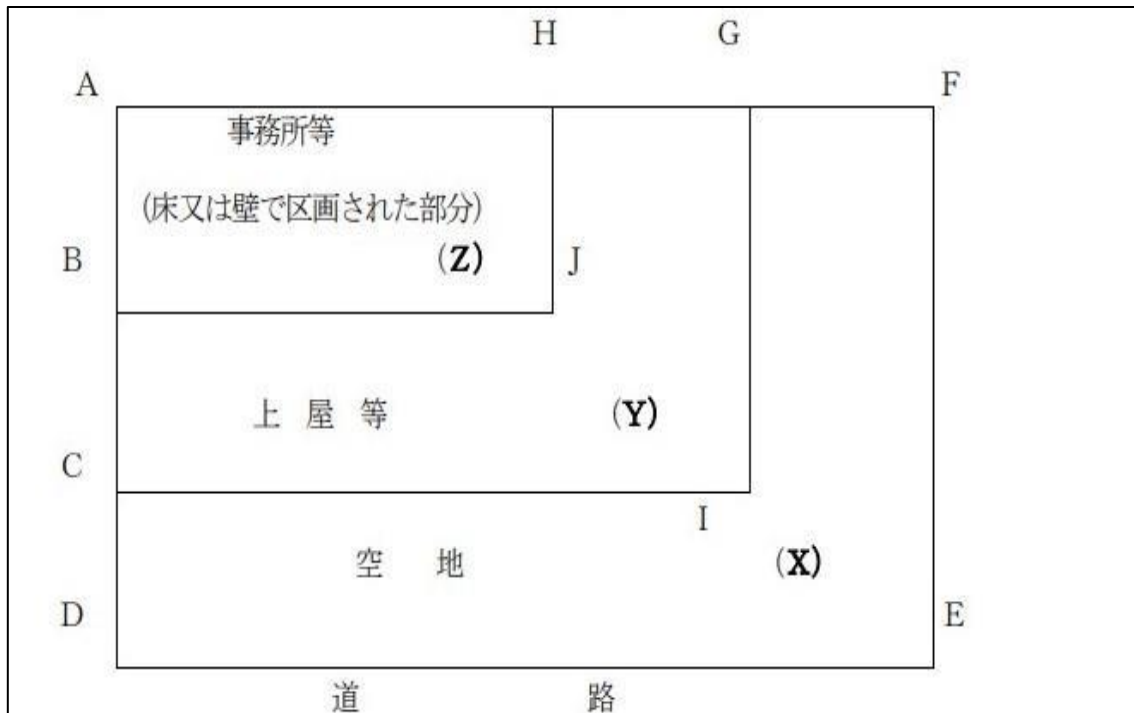 H G
A F
事務所等
(床又は壁で区画された部分)
B (Z) J
上屋等 (Y)
C
I
空地 (X)
D E
道路